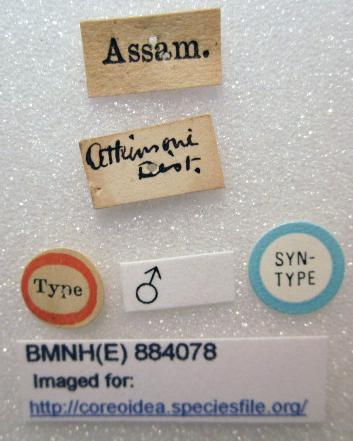 Assam.
Atkinsoni
Dist.
Type
♂
SYN-
TYPE
BMNH(E) 884078
Imaged for:
http://coreoidea.speciesfile.org/